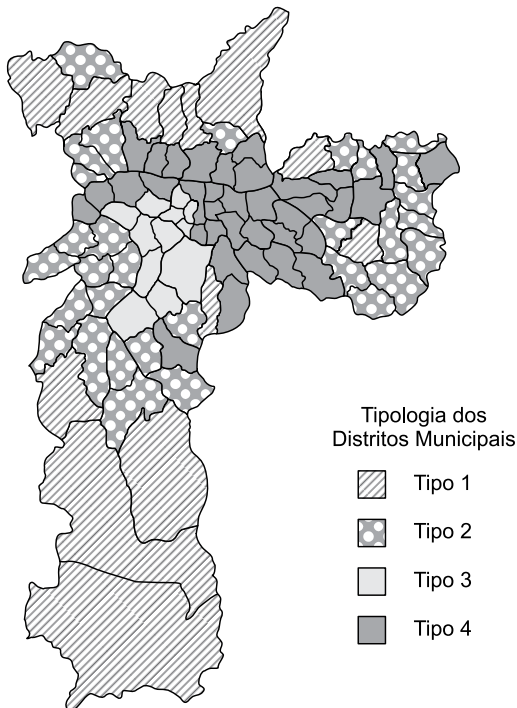 Tipologia dos
Distritos Municipais
Tipo 1
Tipo 2
Tipo 3
Tipo 4